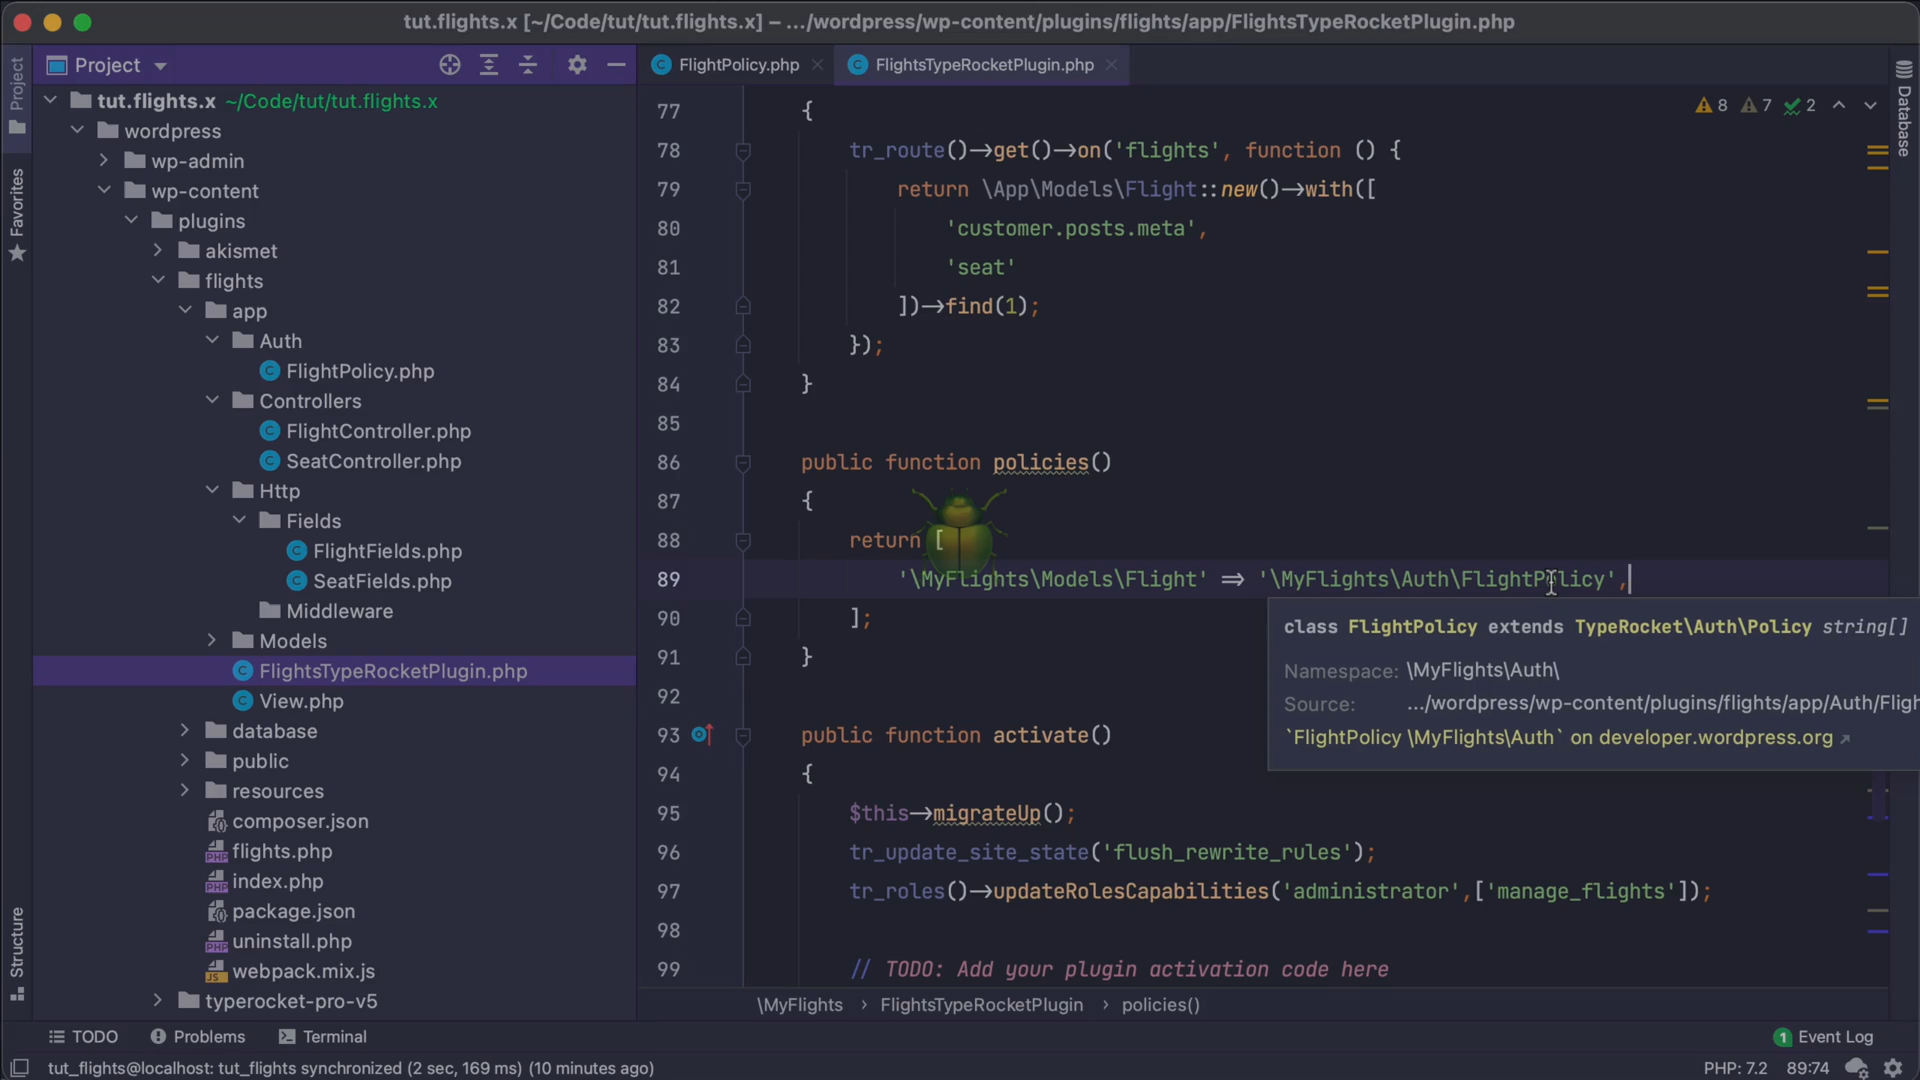 tut.flights.x [~/Code/tut/tut.flights.x] – .../wordpress/wp-content/plugins/flights/app/FlightsTypeRocketPlugin.php
Project
Favorites
Structure
Project
tut.flights.x ~/Code/tut/tut.flights.x
wordpress
wp-admin
wp-content
plugins
akismet
flights
app
Auth
FlightPolicy.php
Controllers
FlightController.php
SeatController.php
Http
Fields
FlightFields.php
SeatFields.php
Middleware
Models
FlightsTypeRocketPlugin.php
View.php
database
public
resources
composer.json
flights.php
index.php
package.json
uninstall.php
webpack.mix.js
typerocket-pro-v5
FlightPolicy.php
FlightsTypeRocketPlugin.php
8 7 2
Database
77 {
78 tr_route()->get()->on('flights', function () {
79 return \App\Models\Flight::new()->with([
80 'customer.posts.meta',
81 'seat'
82 ])->find(1);
83 });
84 }
85
86 public function policies()
87 {
88 return [
89 '\MyFlights\Models\Flight' => '\MyFlights\Auth\FlightPolicy',
90 ];
91 }
92
93 public function activate()
94 {
95 $this->migrateUp();
96 tr_update_site_state('flush_rewrite_rules');
97 tr_roles()->updateRolesCapabilities('administrator',['manage_flights']);
98
99 // TODO: Add your plugin activation code here
class FlightPolicy extends TypeRocket\Auth\Policy string[]
Namespace: \MyFlights\Auth\
Source: .../wordpress/wp-content/plugins/flights/app/Auth/Fligh
`FlightPolicy \MyFlights\Auth` on developer.wordpress.org ↗
\MyFlights › FlightsTypeRocketPlugin › policies()
TODO Problems Terminal
1 Event Log
tut_flights@localhost: tut_flights synchronized (2 sec, 169 ms) (10 minutes ago)
PHP: 7.2 89:74